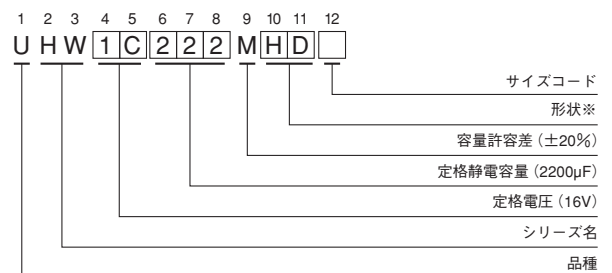 1 2 3 4 5 6 7 8 9 10 11 12
U H W 1 C 2 2 2 M H D
サイズコード
形状※
容量許容差（±20％）
定格静電容量（2200µF）
定格電圧（16V）
シリーズ名
品種